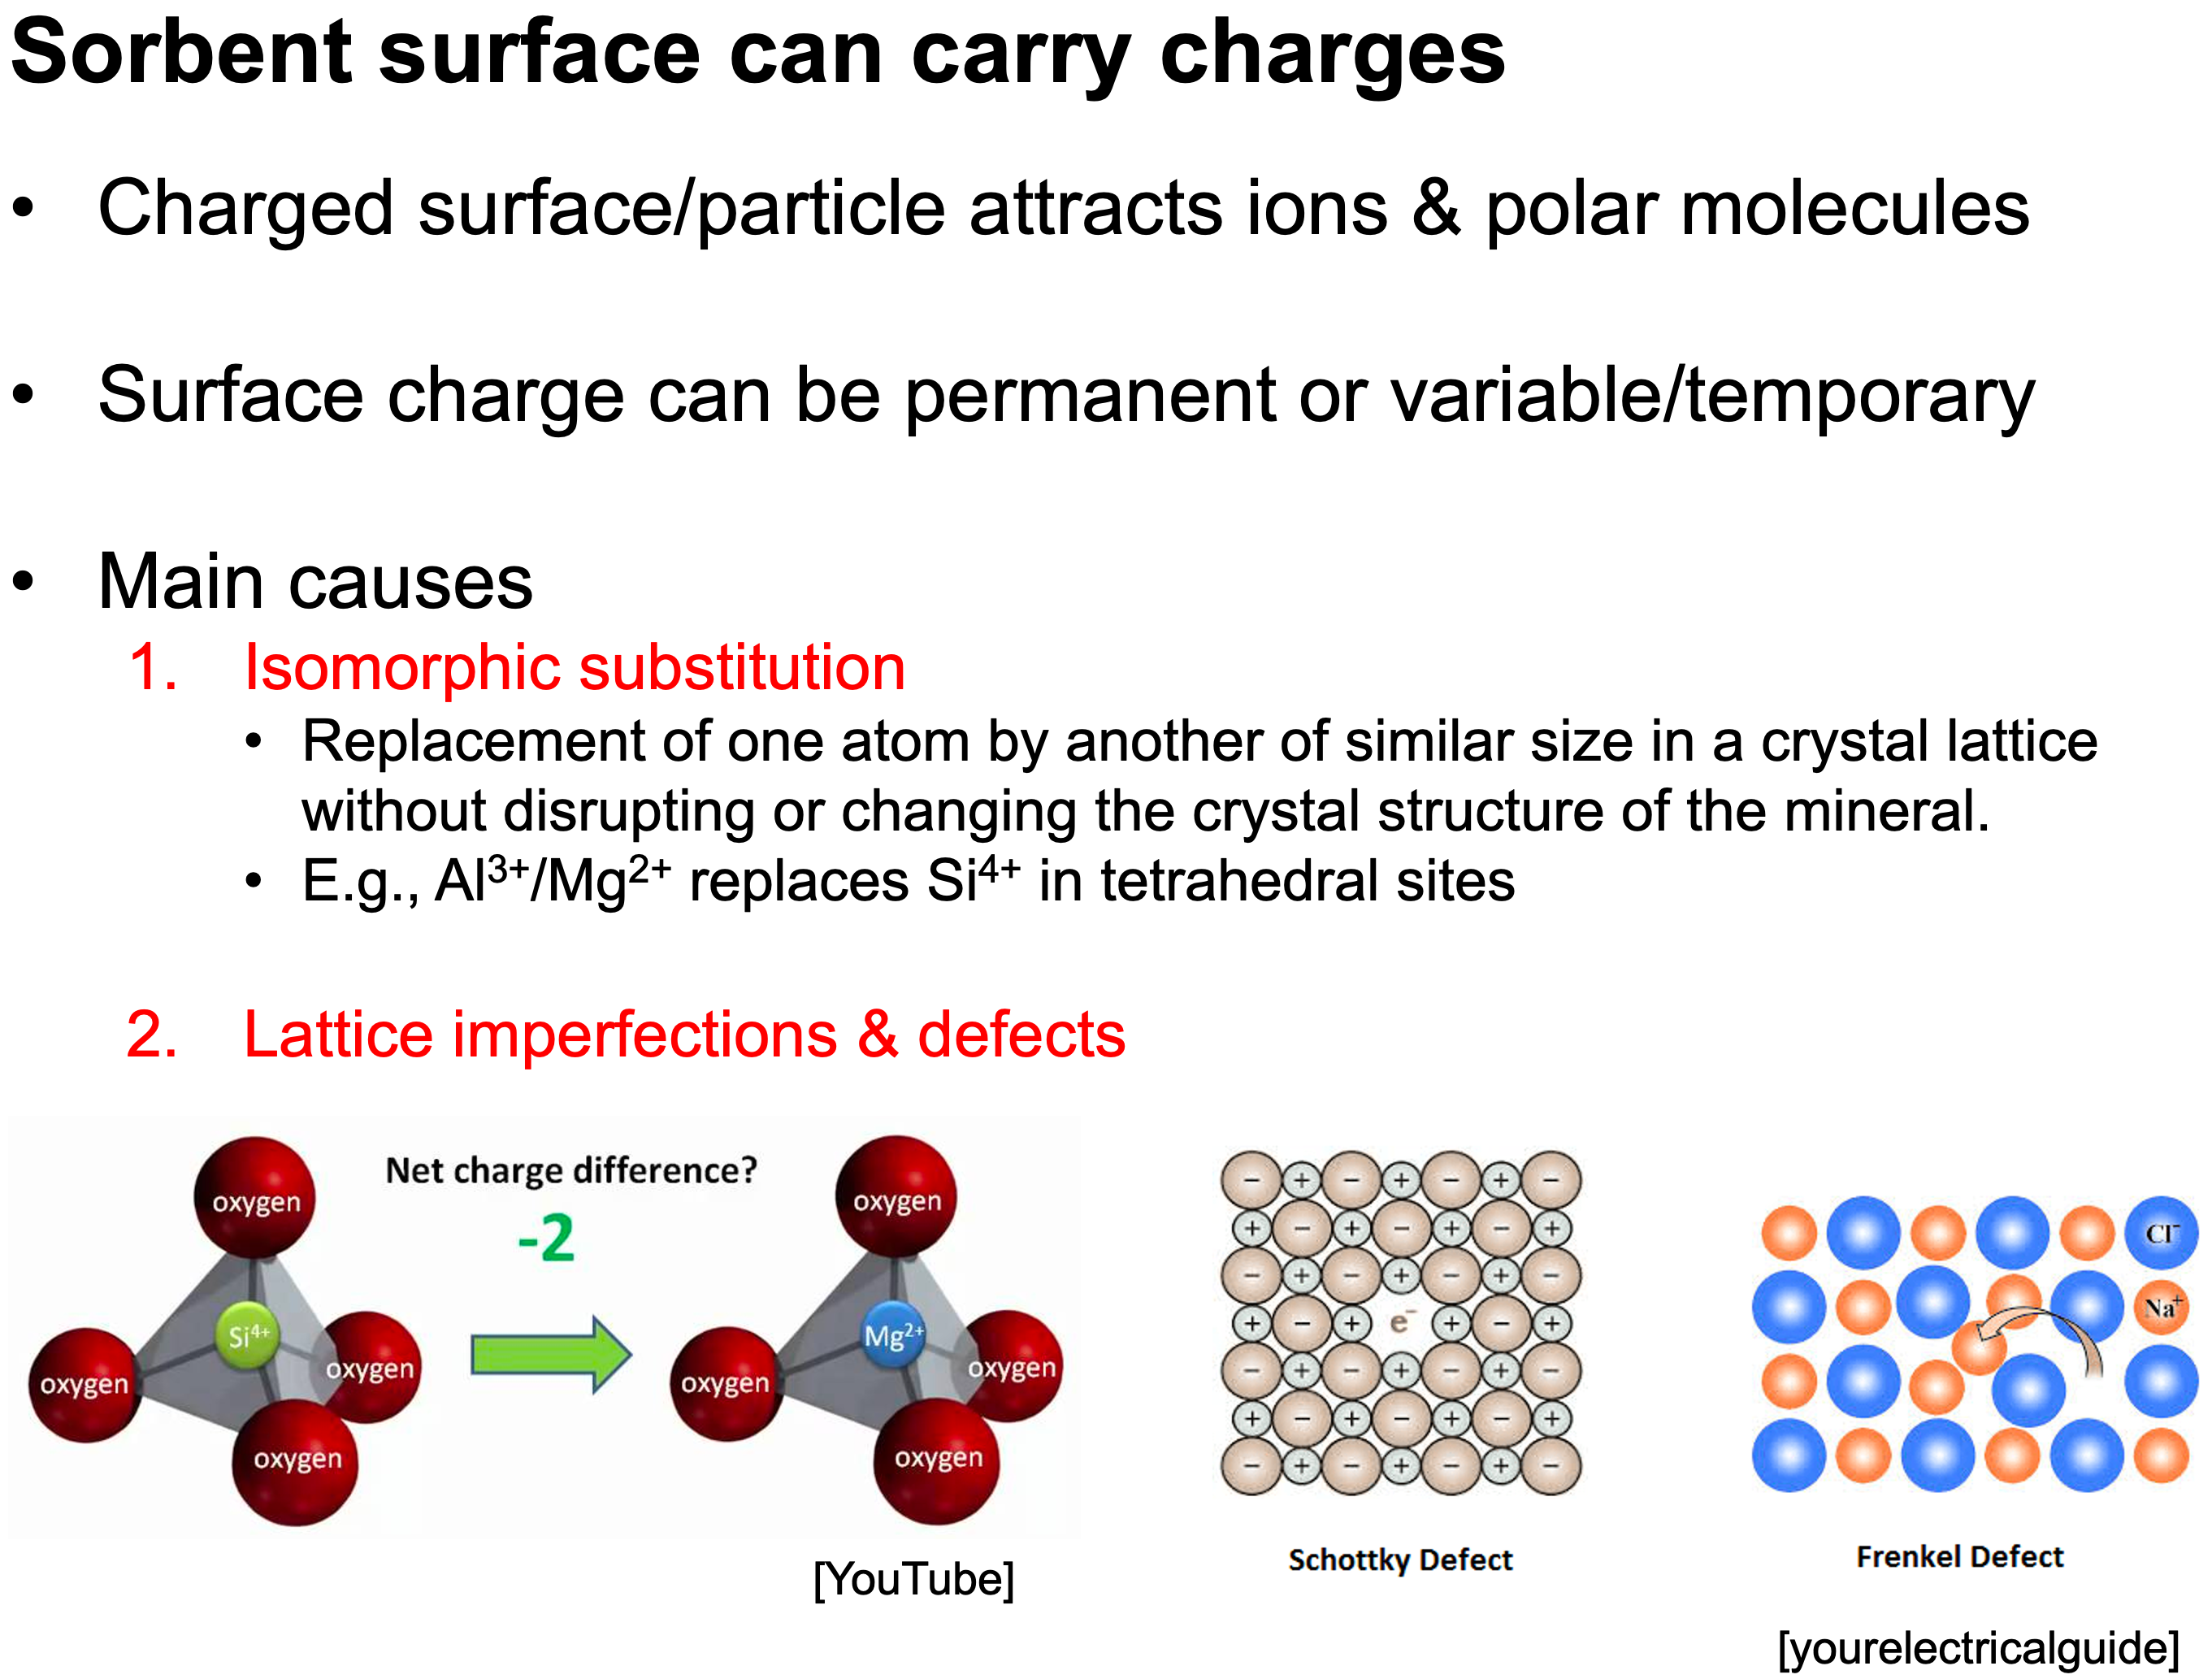 Sorbent surface can carry charges
• Charged surface/particle attracts ions & polar molecules
• Surface charge can be permanent or variable/temporary
• Main causes
1. Isomorphic substitution
• Replacement of one atom by another of similar size in a crystal lattice
without disrupting or changing the crystal structure of the mineral.
• E.g., Al³⁺/Mg²⁺ replaces Si⁴⁺ in tetrahedral sites
2. Lattice imperfections & defects
Net charge difference?
-2
oxygen
Si⁴⁺
oxygen
oxygen
oxygen
oxygen
Mg²⁺
oxygen
oxygen
oxygen
[YouTube]
− + − + − + −
+ − + − + − +
− + − + − + −
+ − + e⁻ + − +
− + − + − + −
+ − + − + − +
− + − + − + −
Schottky Defect
Cl⁻
Na⁺
Frenkel Defect
[yourelectricalguide]